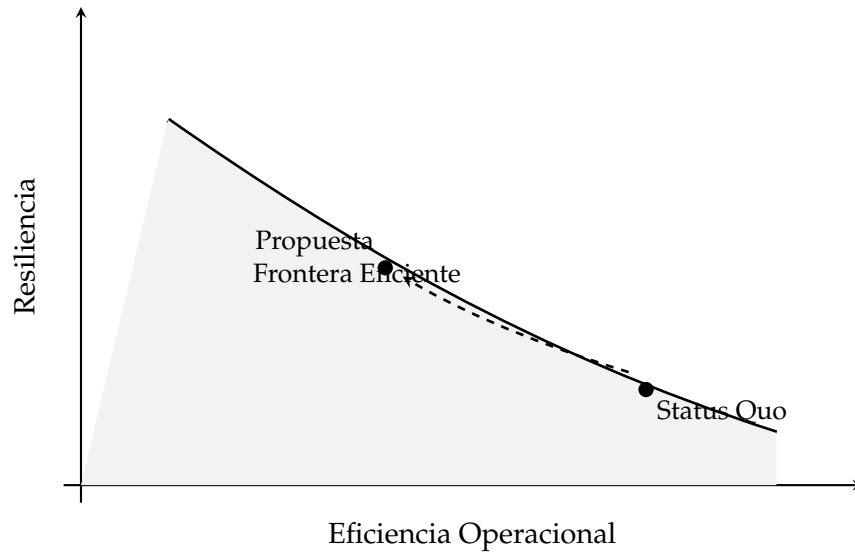 Resiliencia
Propuesta
Frontera Eficiente
Status Quo
Eficiencia Operacional